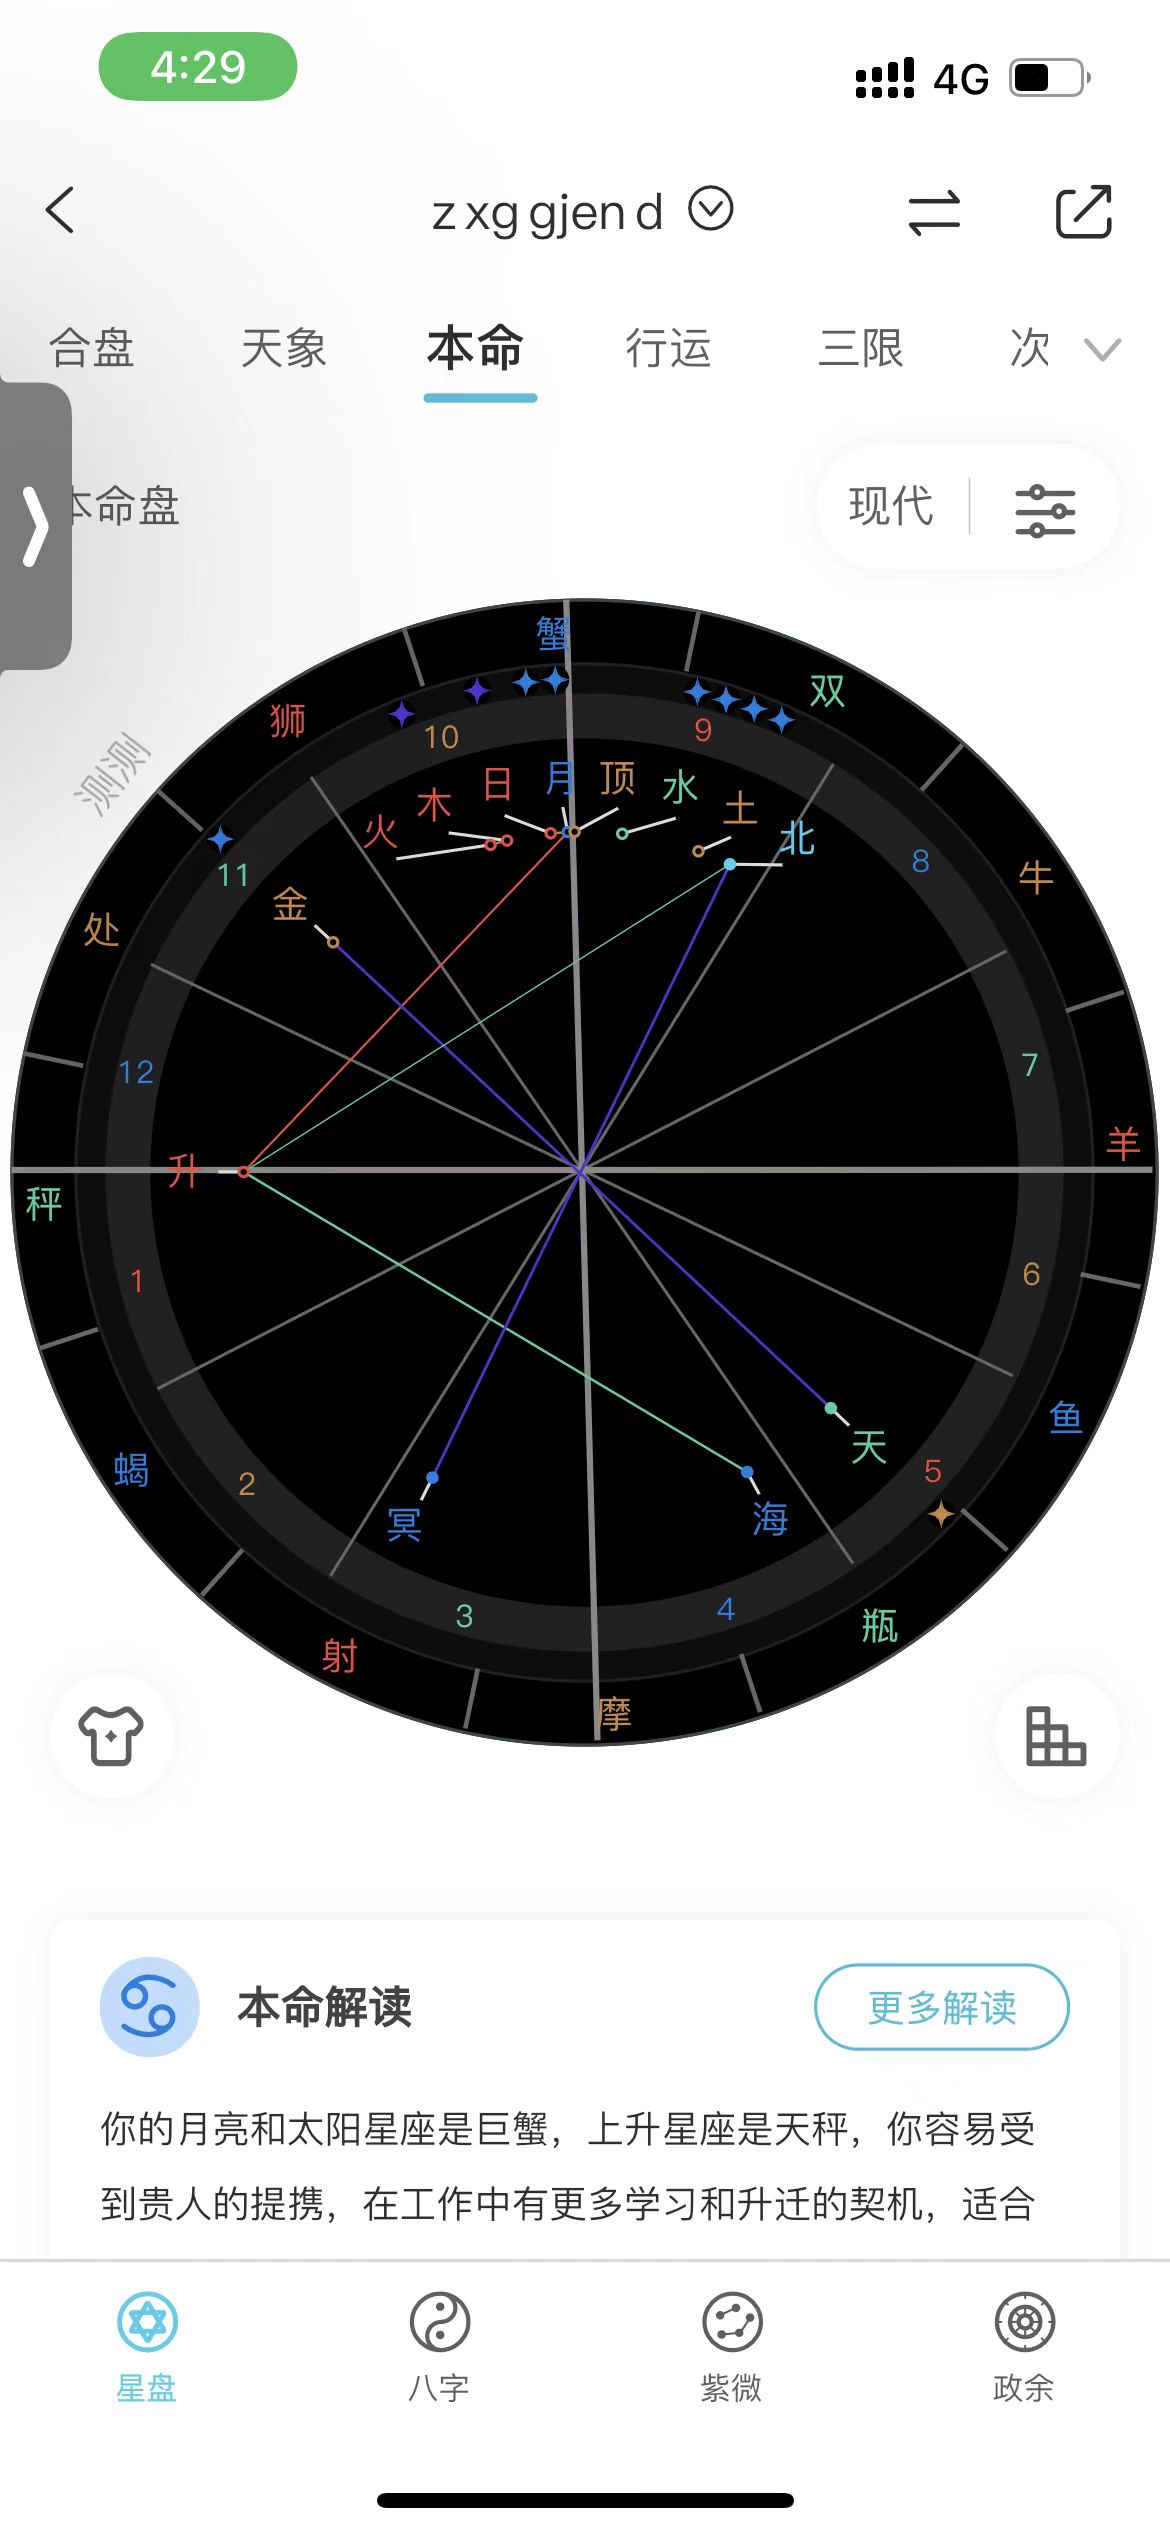 4:29
4G
z xg gjen d
合盘 天象 本命 行运 三限 次
本命盘
现代
测测
蟹
双
狮
10
9
日 月 顶 水
木
火
土
北
8
牛
11
金
处
12
7
羊
升
秤
1
6
鱼
蝎
2
天
5
冥
海
3
4
瓶
射
摩
本命解读
更多解读
你的月亮和太阳星座是巨蟹，上升星座是天秤，你容易受
到贵人的提携，在工作中有更多学习和升迁的契机，适合
星盘 八字 紫微 政余